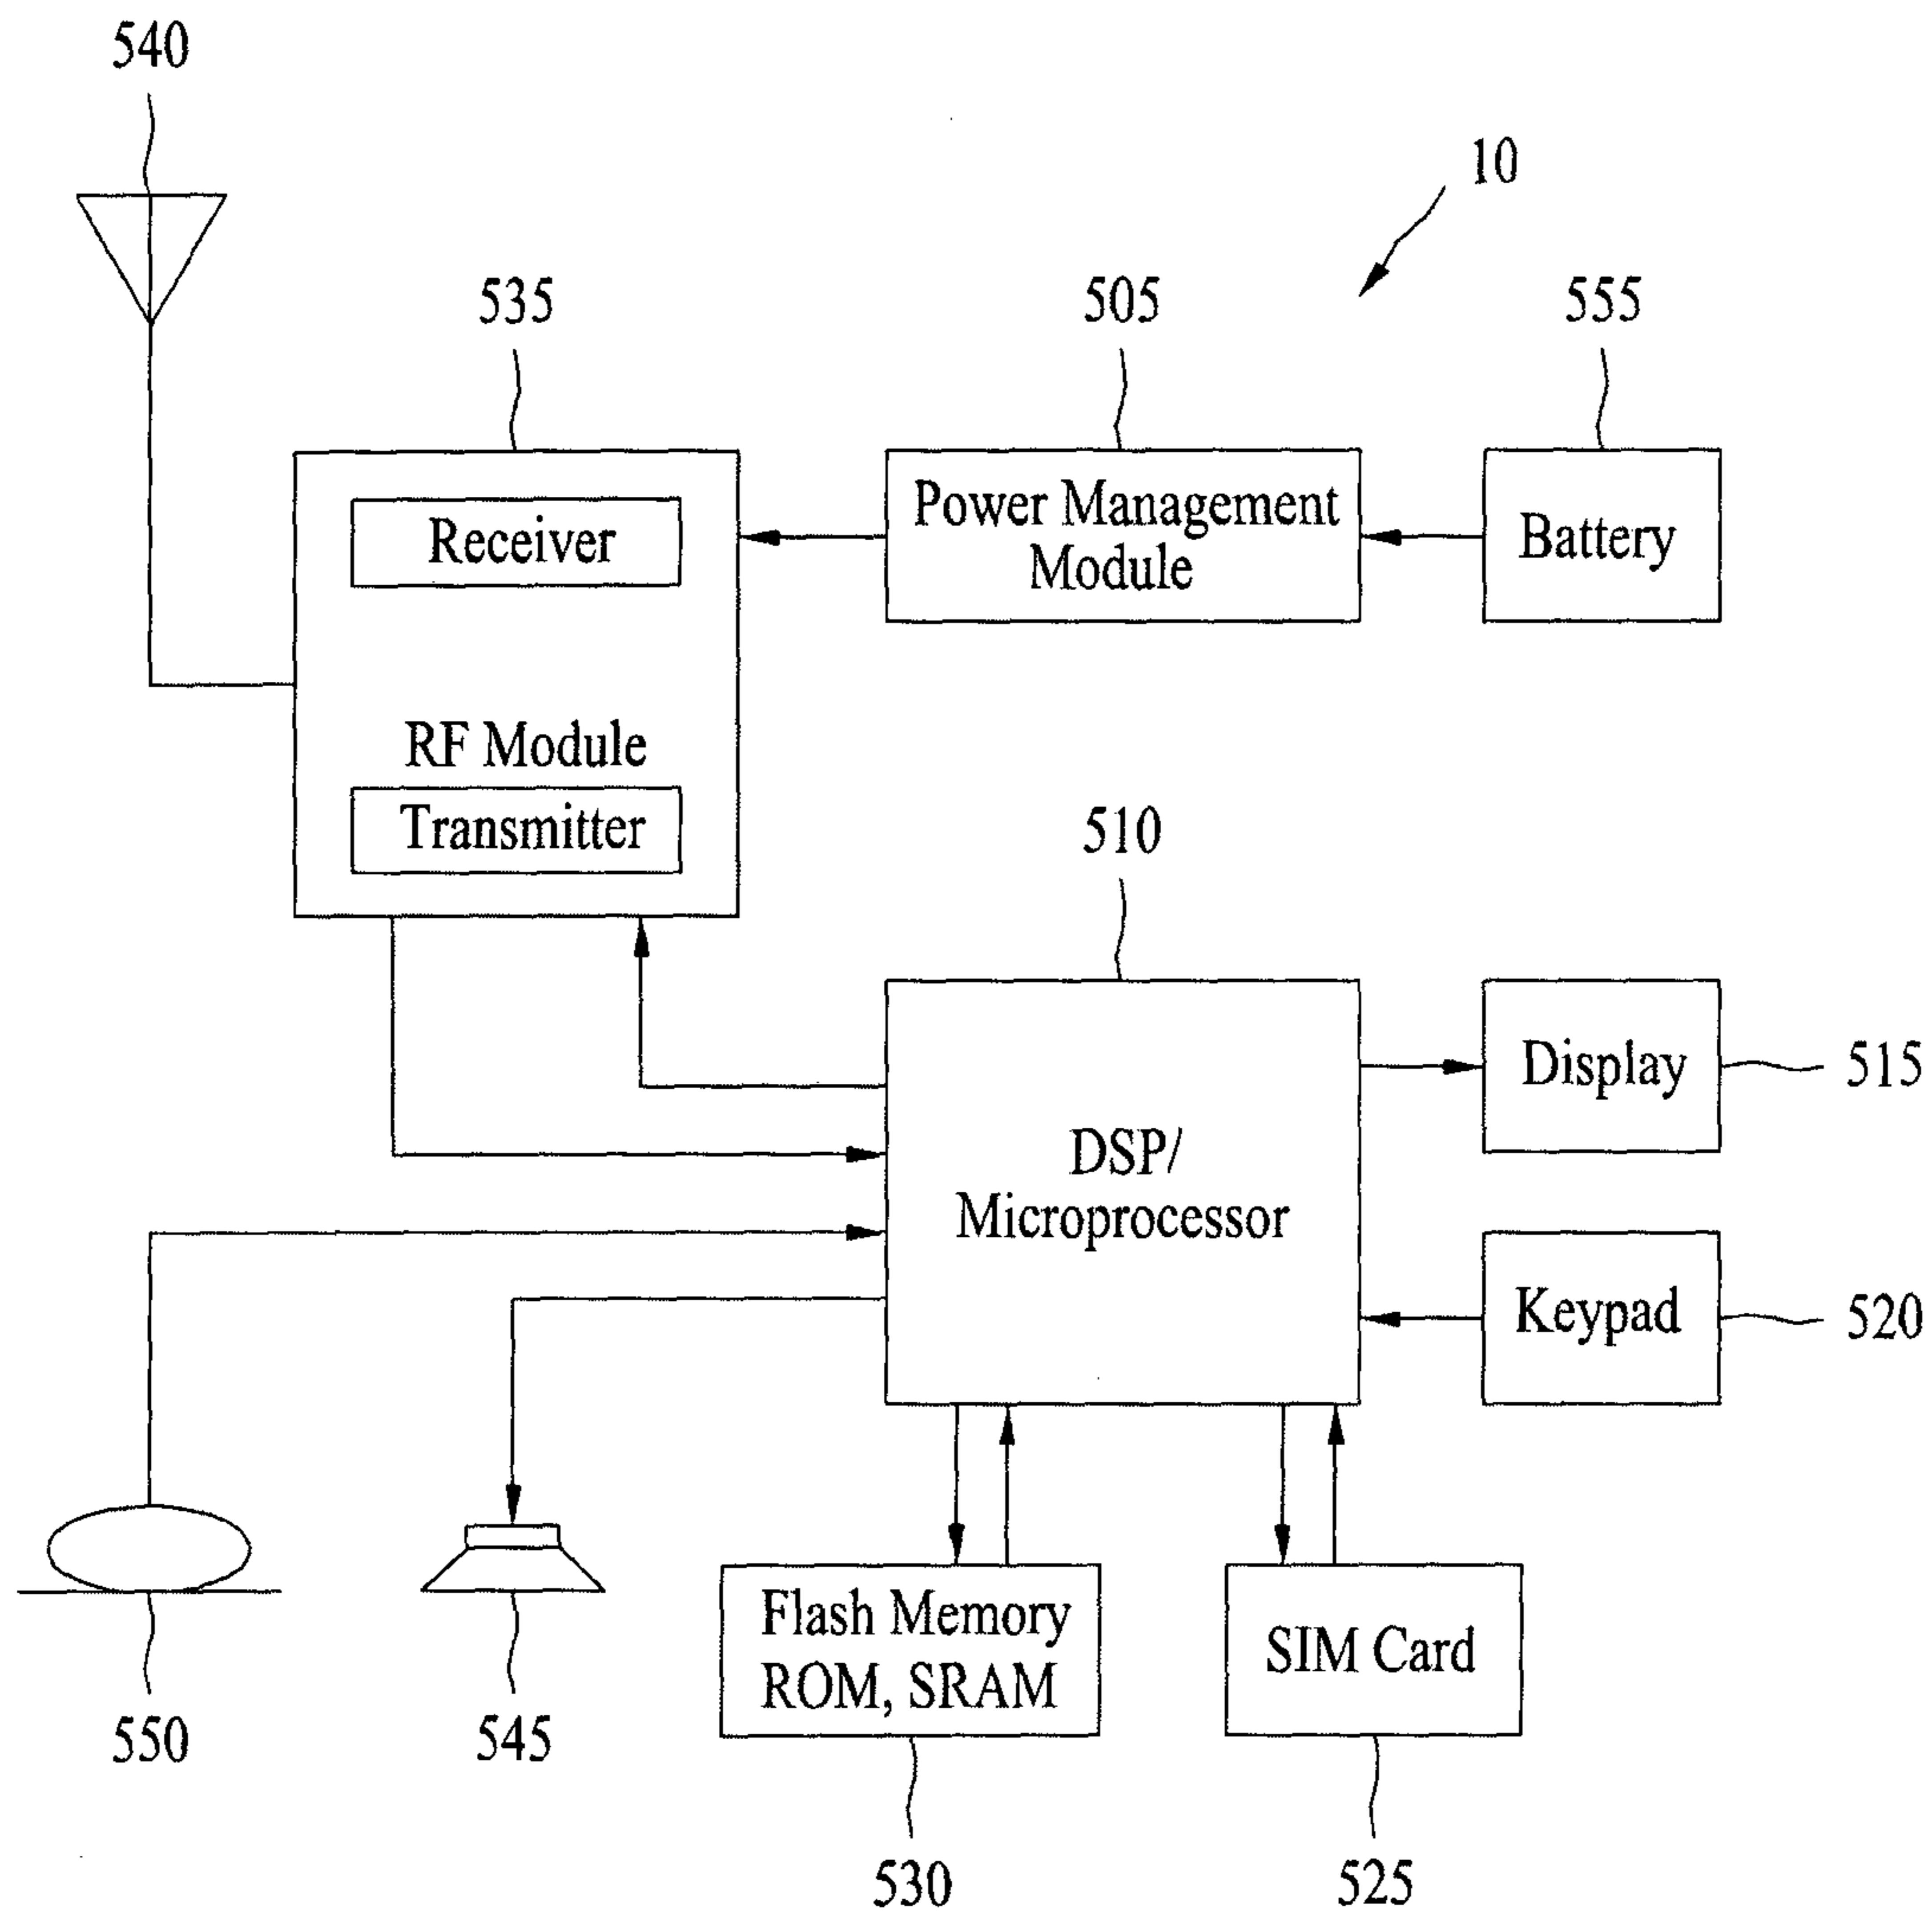 540
10
535
505
555
Receiver
Power Management
Module
Battery
RF Module
Transmitter
510
DSP/
Microprocessor
Display
515
Keypad
520
Flash Memory
ROM, SRAM
SIM Card
550
545
530
525